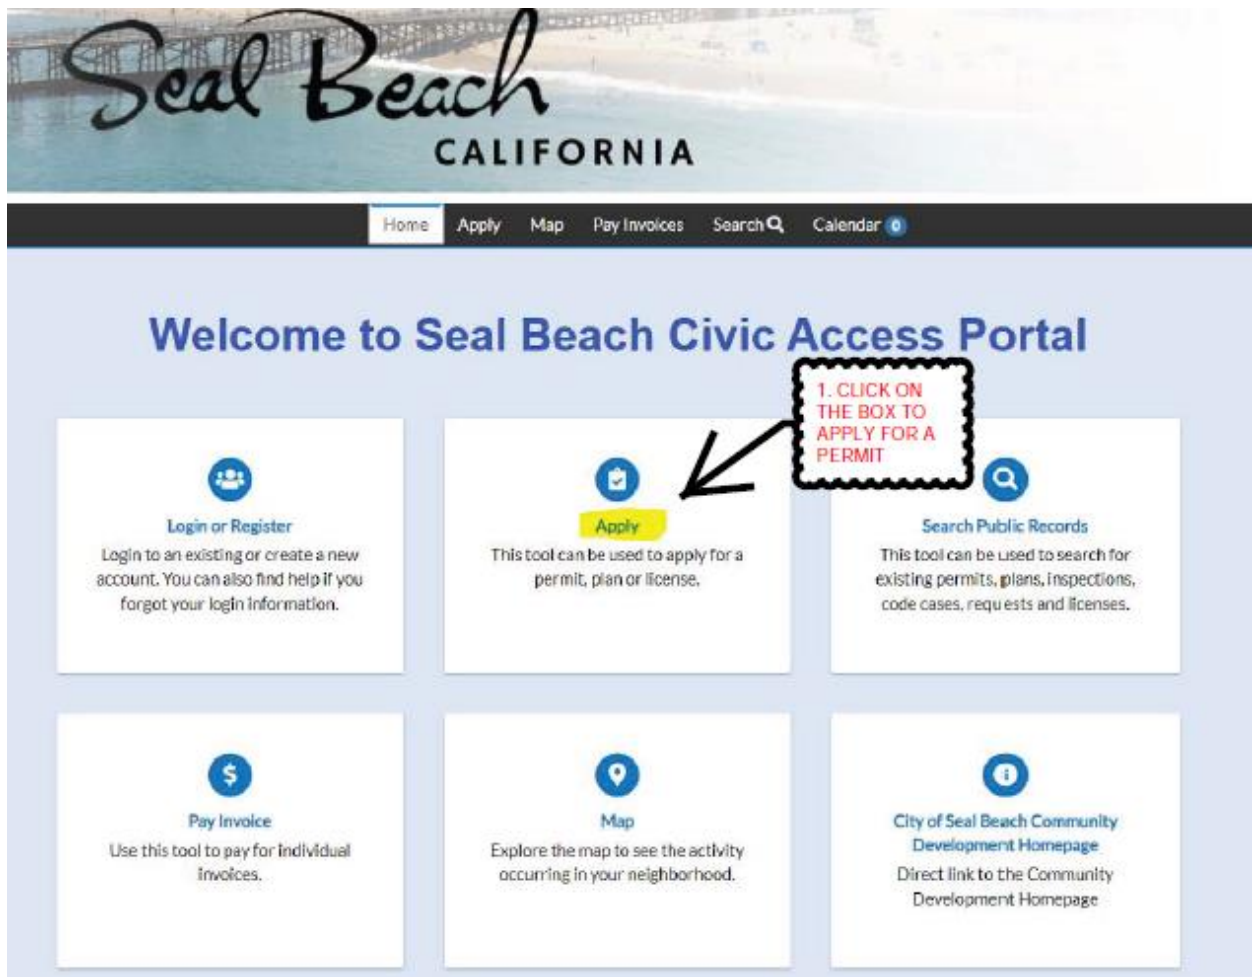 Seal Beach
CALIFORNIA
Home Apply Map Pay Invoices Search Calendar 0
Welcome to Seal Beach Civic Access Portal
1. CLICK ON
THE BOX TO
APPLY FOR A
PERMIT
Login or Register
Login to an existing or create a new
account. You can also find help if you
forgot your login information.
Apply
This tool can be used to apply for a
permit, plan or license.
Search Public Records
This tool can be used to search for
existing permits, plans, inspections,
code cases, requests and licenses.
Pay Invoice
Use this tool to pay for individual
invoices.
Map
Explore the map to see the activity
occurring in your neighborhood.
City of Seal Beach Community
Development Homepage
Direct link to the Community
Development Homepage